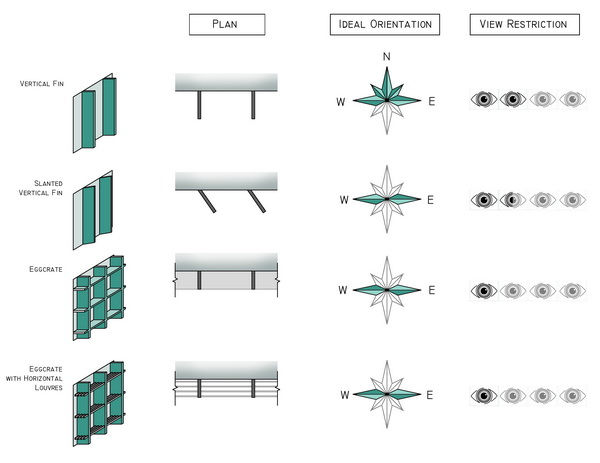 PLAN
IDEAL ORIENTATION
VIEW RESTRICTION
VERTICAL FIN
N
W
E
SLANTED
VERTICAL FIN
W
E
EGGCRATE
W
E
EGGCRATE
WITH HORIZONTAL
LOUVRES
W
E